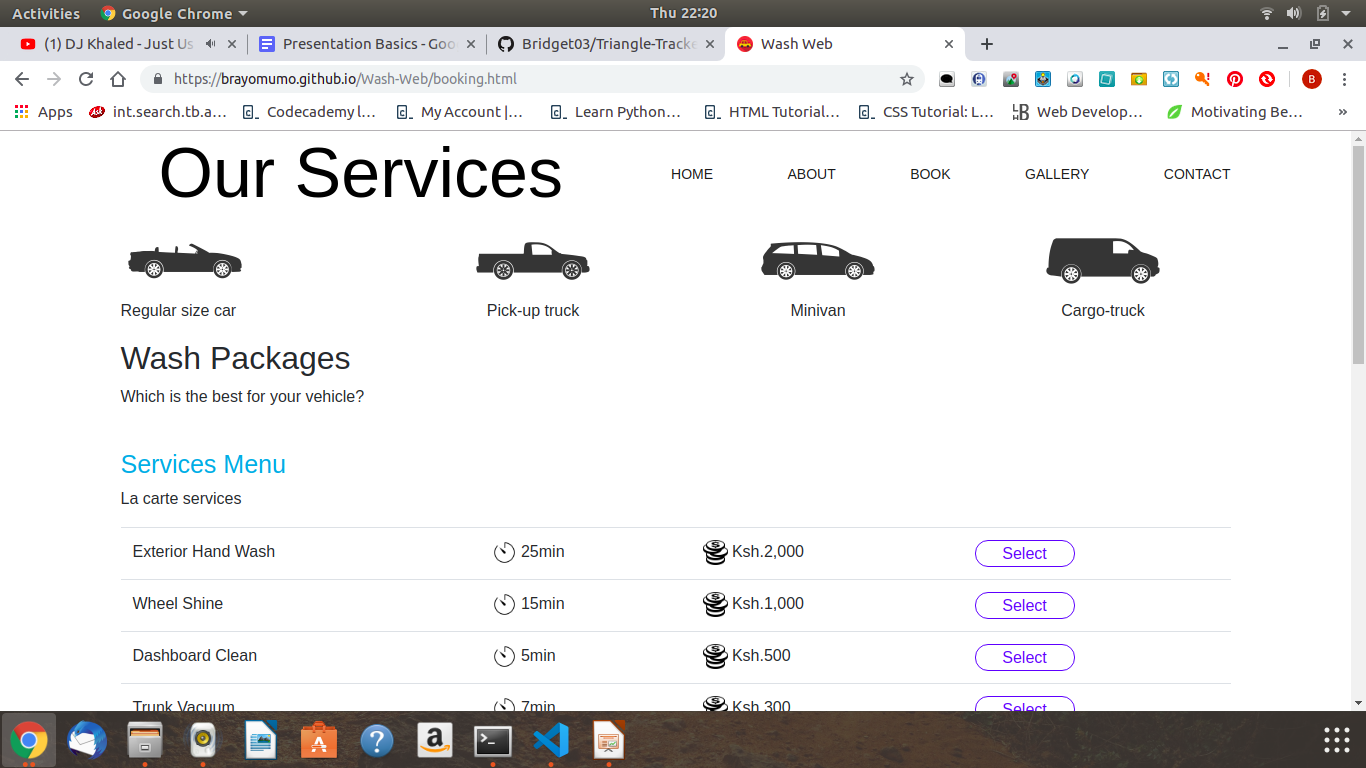 Activities Google Chrome Thu 22:20
(1) DJ Khaled - Just Us Presentation Basics - Goo Bridget03/Triangle-Tracke Wash Web
https://brayomumo.github.io/Wash-Web/booking.html B
Apps int.search.tb.a... Codecademy l... My Account |... Learn Python... HTML Tutorial... CSS Tutorial: L... Web Develop... Motivating Be... »
Our Services HOME ABOUT BOOK GALLERY CONTACT
Regular size car Pick-up truck Minivan Cargo-truck
Wash Packages
Which is the best for your vehicle?
Services Menu
La carte services
Exterior Hand Wash 25min Ksh.2,000 Select
Wheel Shine 15min Ksh.1,000 Select
Dashboard Clean 5min Ksh.500 Select
Trunk Vacuum 7min Ksh.300 Select